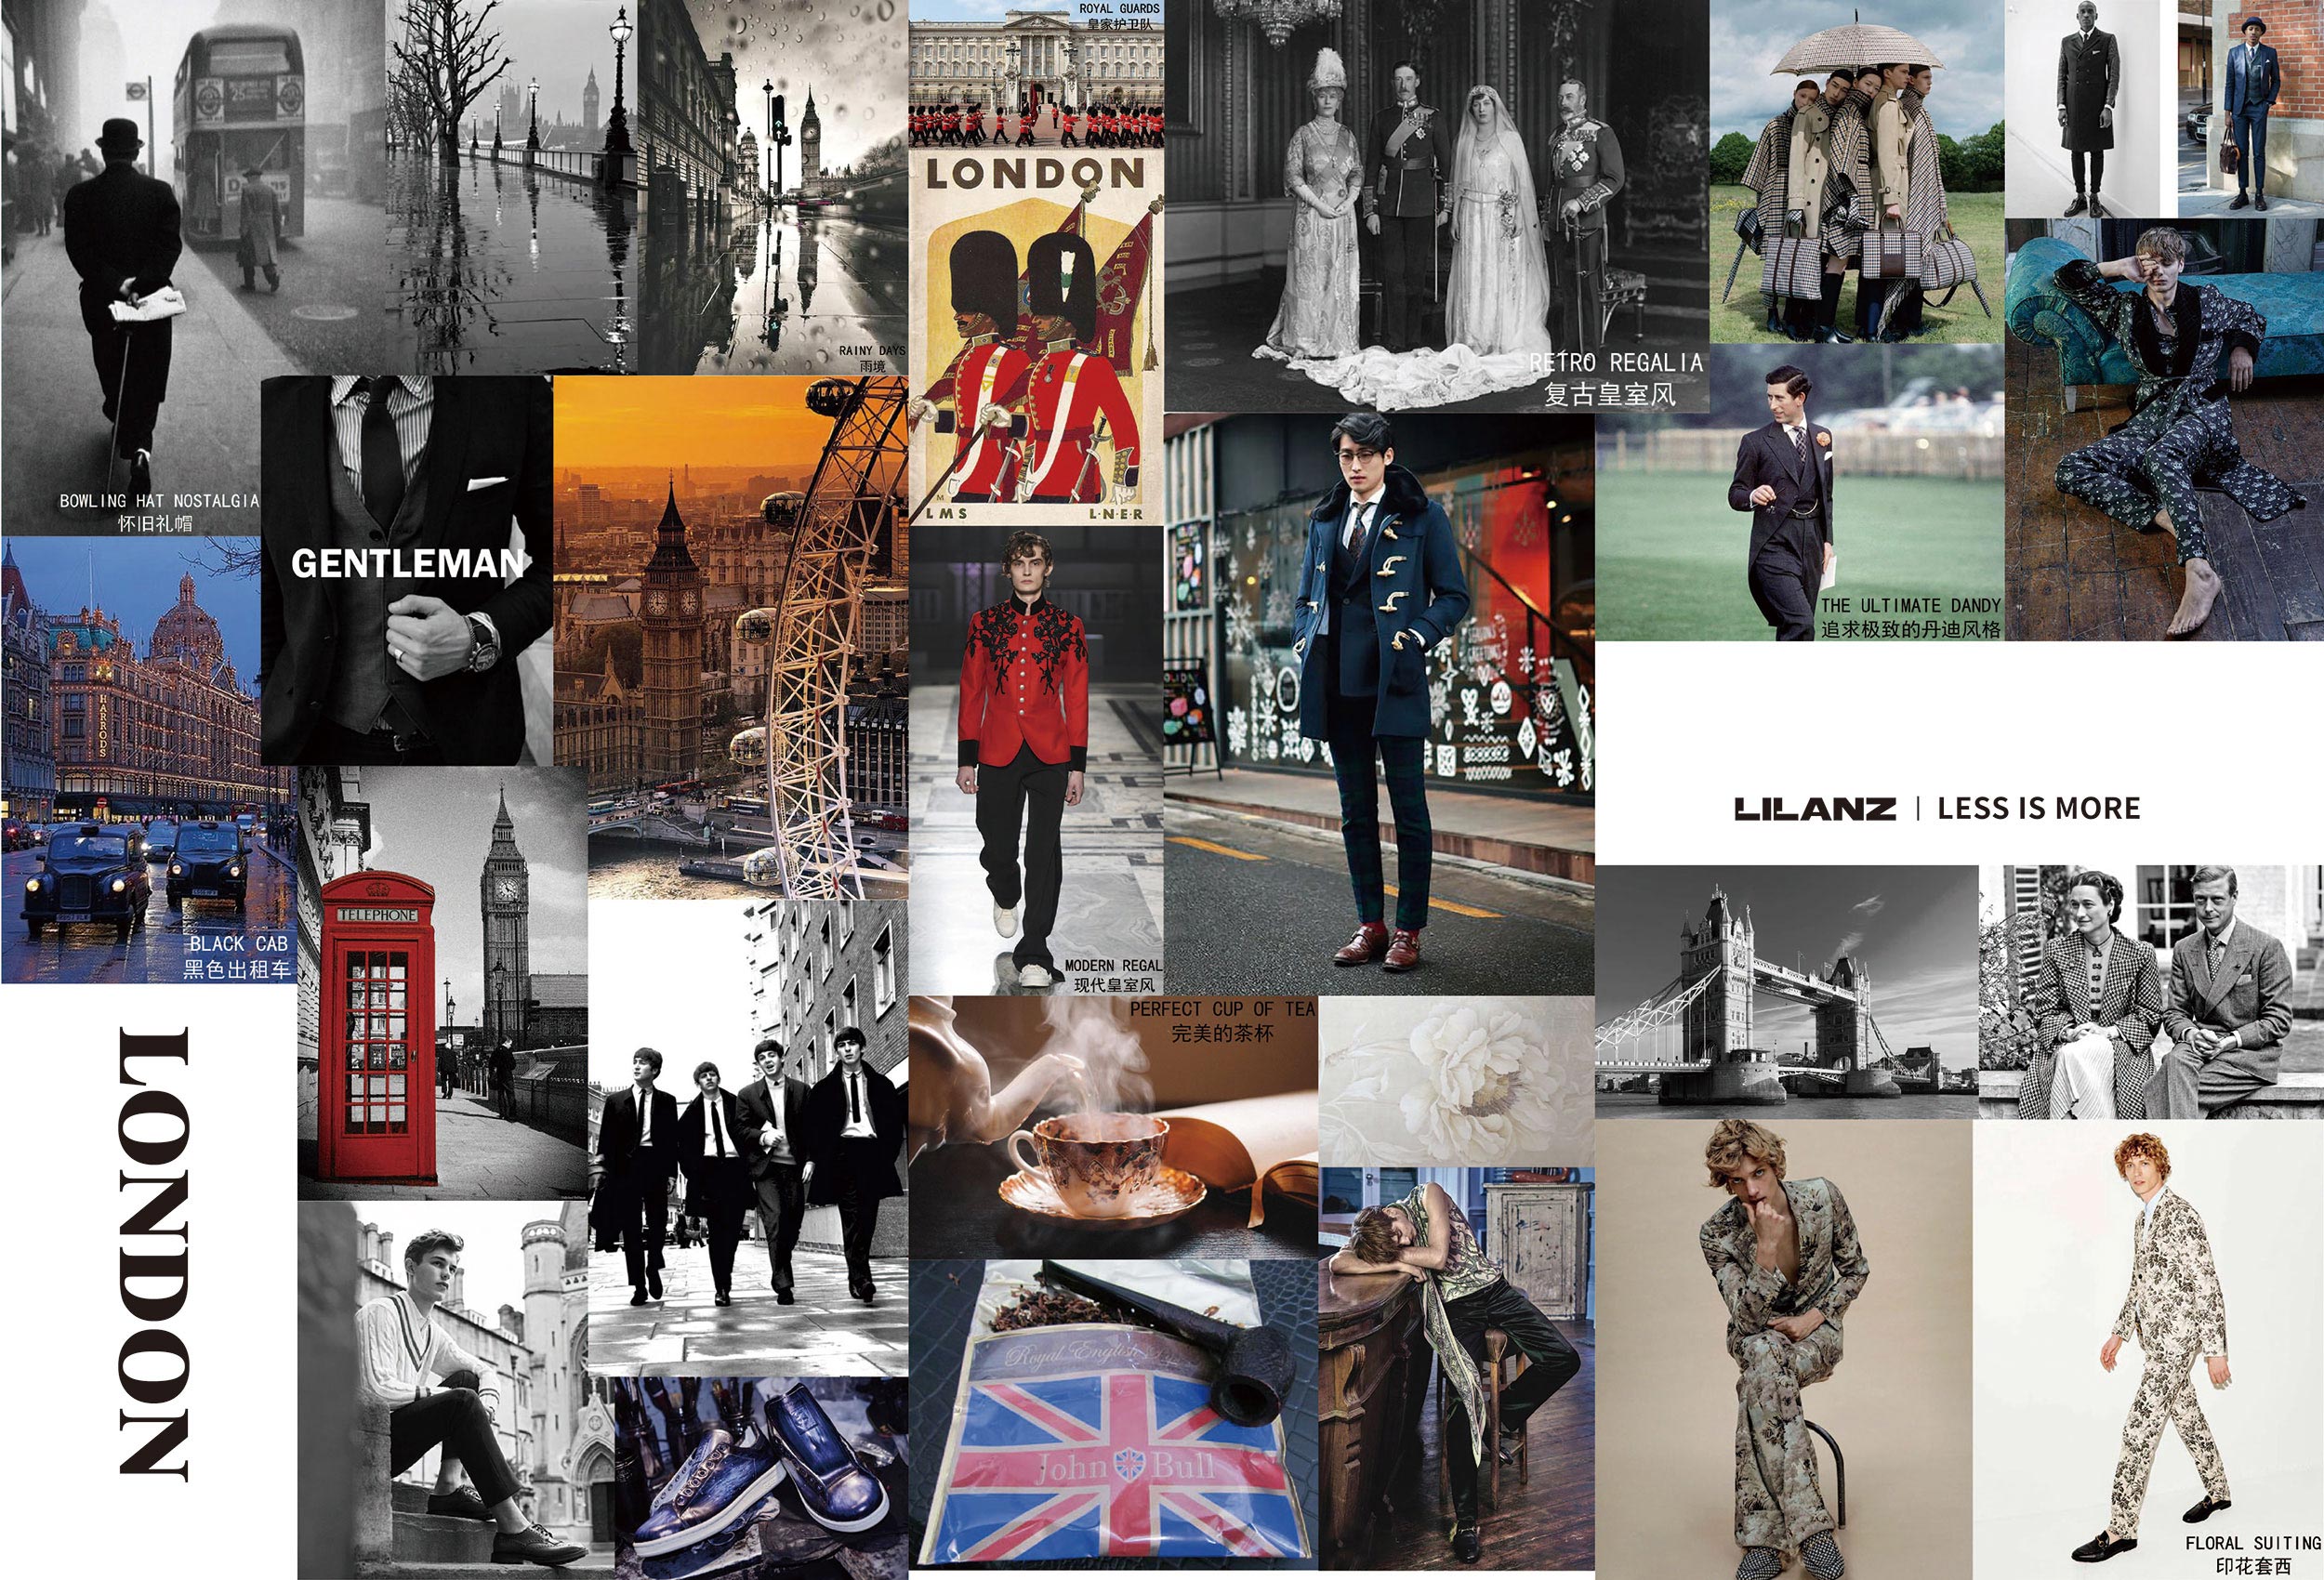 ROYAL GUARDS
皇家护卫队
RAINY DAYS
雨境
LONDON
LMS
L·N·E·R
RETRO REGALIA
复古皇室风
BOWLING HAT NOSTALGIA
怀旧礼帽
GENTLEMAN
THE ULTIMATE DANDY
追求极致的丹迪风格
HARRODS
BLACK CAB
黑色出租车
LILANZ | LESS IS MORE
TELEPHONE
MODERN REGAL
现代皇室风
PERFECT CUP OF TEA
完美的茶杯
LONDON
Royal English
John Bull
FLORAL SUITING
印花套西